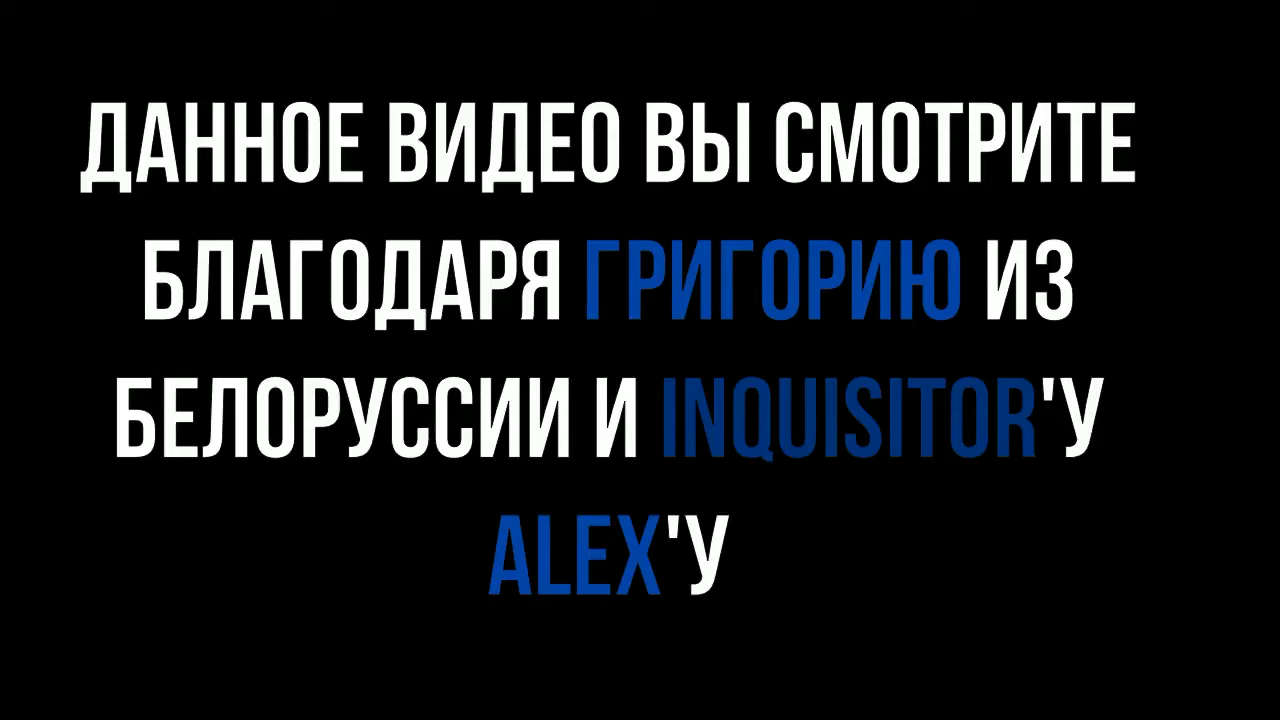 ДАННОЕ ВИДЕО ВЫ СМОТРИТЕ
БЛАГОДАРЯ ГРИГОРИЮ ИЗ
БЕЛОРУССИИ И INQUISITOR'У
ALEX'У